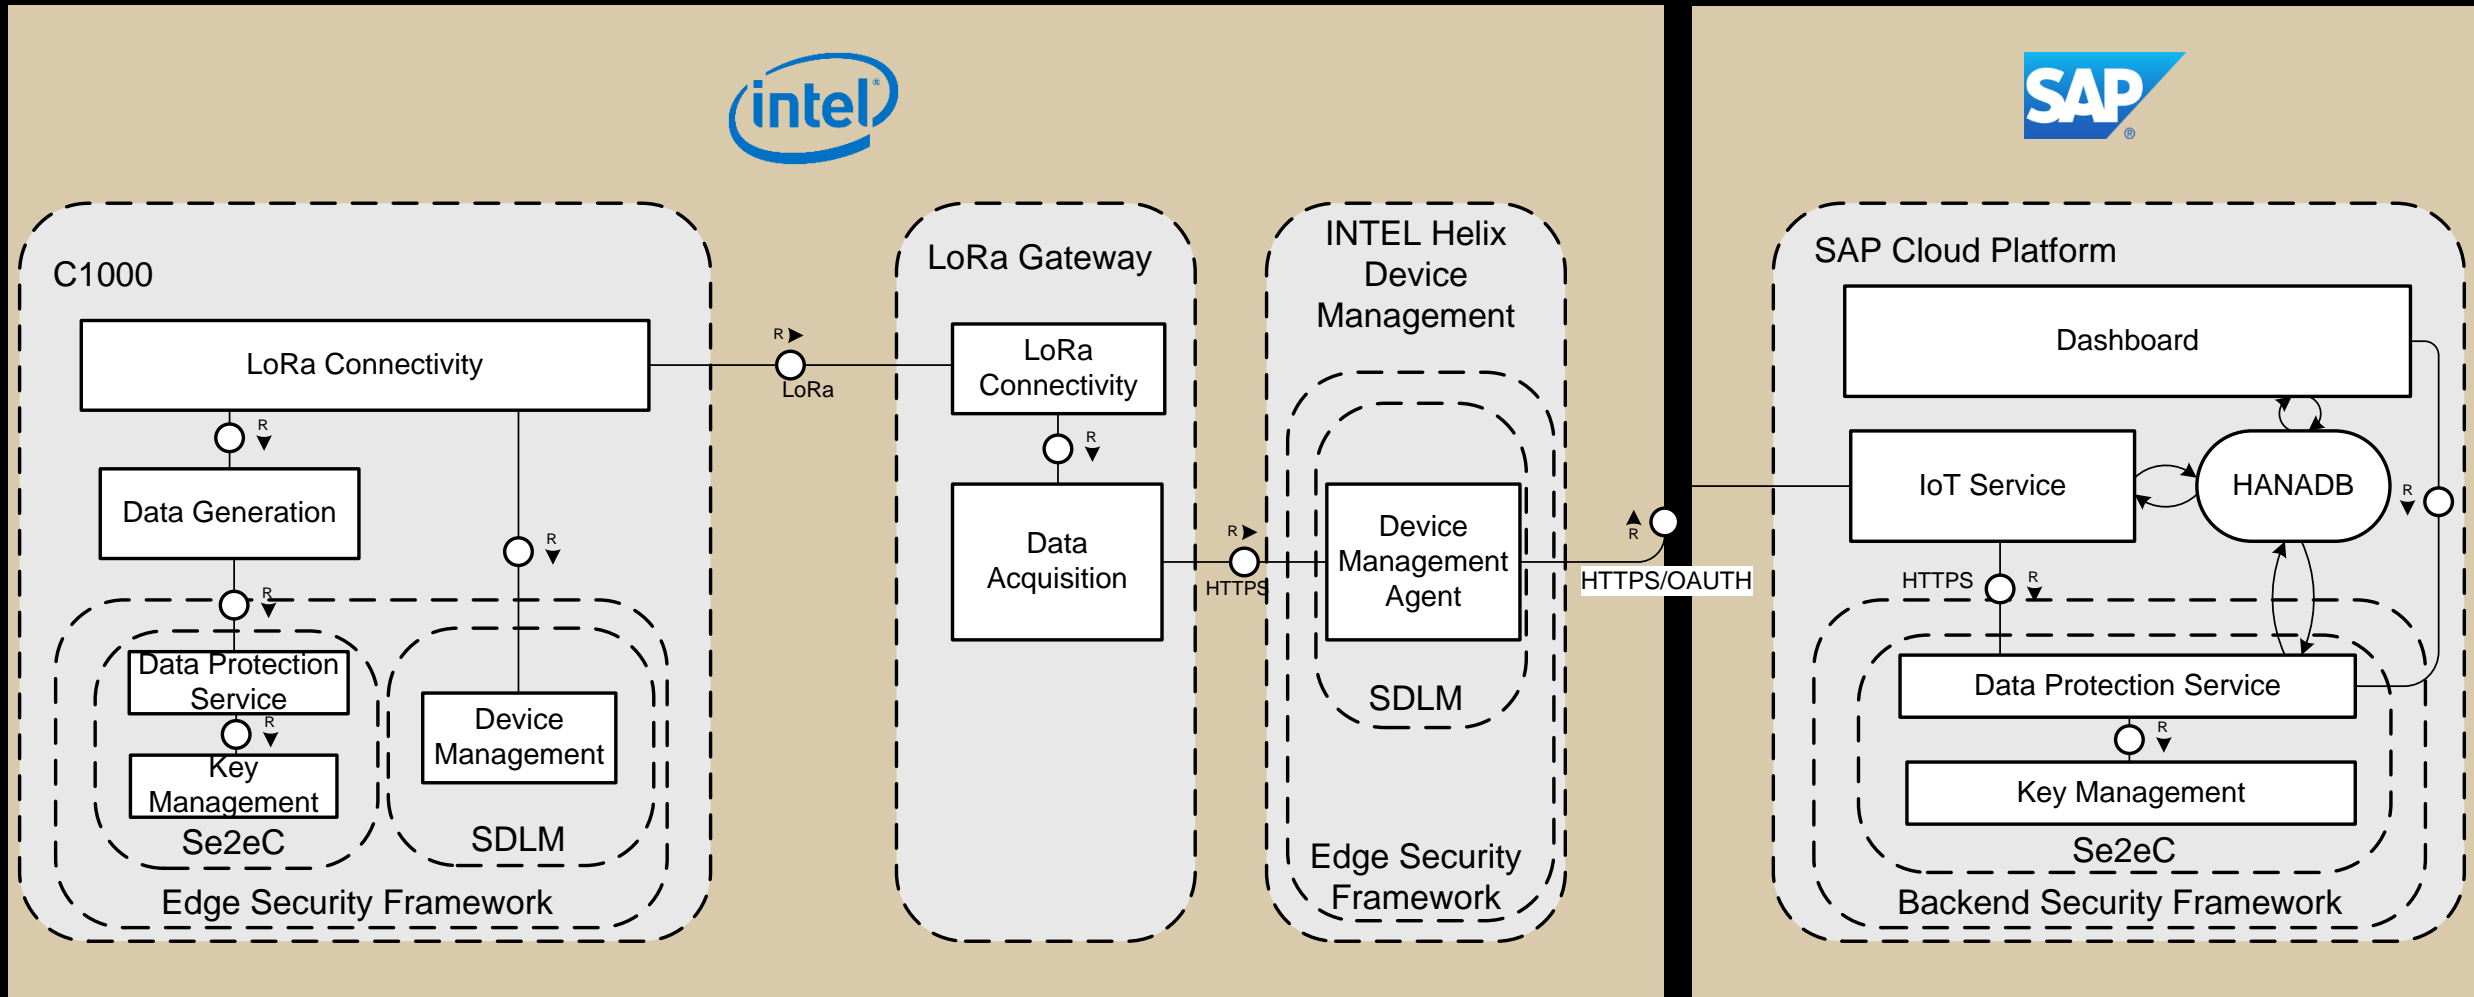 intel®
SAP
®
C1000
LoRa Connectivity
R
Data Generation
R
R
Data Protection
Service
R
Key
Management
Se2eC
Device
Management
SDLM
Edge Security Framework
R
LoRa
LoRa Gateway
LoRa
Connectivity
R
Data
Acquisition
R
HTTPS
INTEL Helix
Device
Management
Device
Management
Agent
SDLM
Edge Security
Framework
R
HTTPS/OAUTH
SAP Cloud Platform
Dashboard
IoT Service
HANADB
R
HTTPS
R
Data Protection Service
R
Key Management
Se2eC
Backend Security Framework